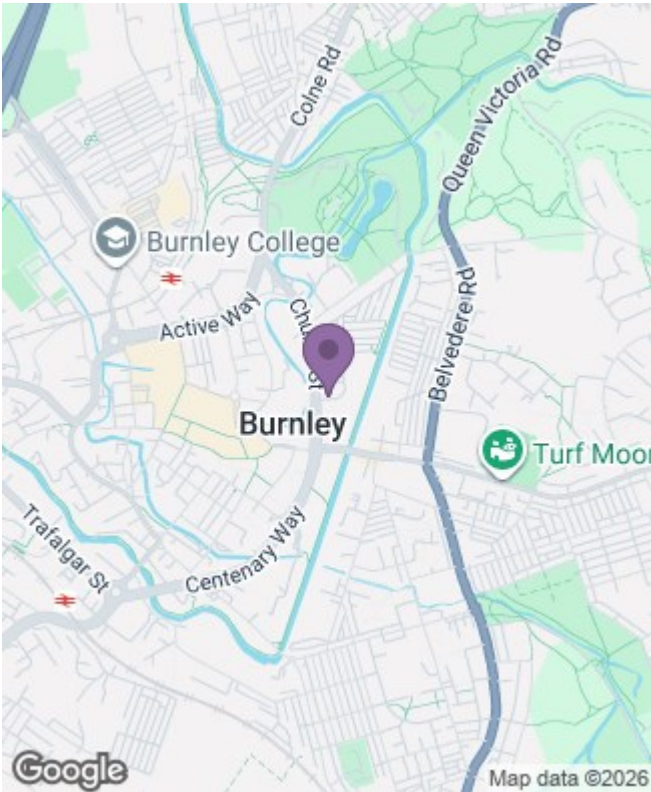 Colne Rd
Queen Victoria Rd
Burnley College
Active Way
Belvedere Rd
St
Burnley
Turf Moor
Trafalgar St
Centenary Way
Google
Map data ©2026